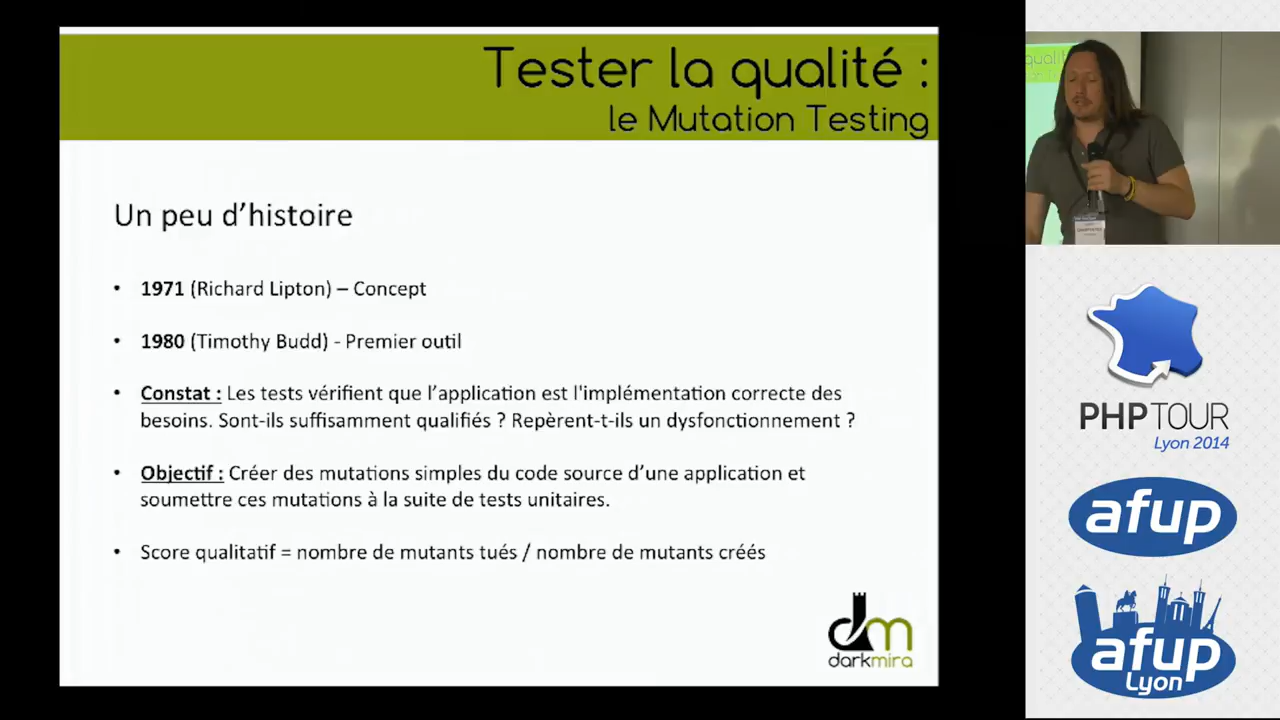 Tester la qualité :
le Mutation Testing
Un peu d’histoire
• 1971 (Richard Lipton) – Concept
• 1980 (Timothy Budd) - Premier outil
• Constat : Les tests vérifient que l’application est l'implémentation correcte des
besoins. Sont-ils suffisamment qualifiés ? Repèrent-t-ils un dysfonctionnement ?
• Objectif : Créer des mutations simples du code source d’une application et
soumettre ces mutations à la suite de tests unitaires.
• Score qualitatif = nombre de mutants tués / nombre de mutants créés
dm
darkmira
PHP TOUR
Lyon 2014
afup
afup
Lyon